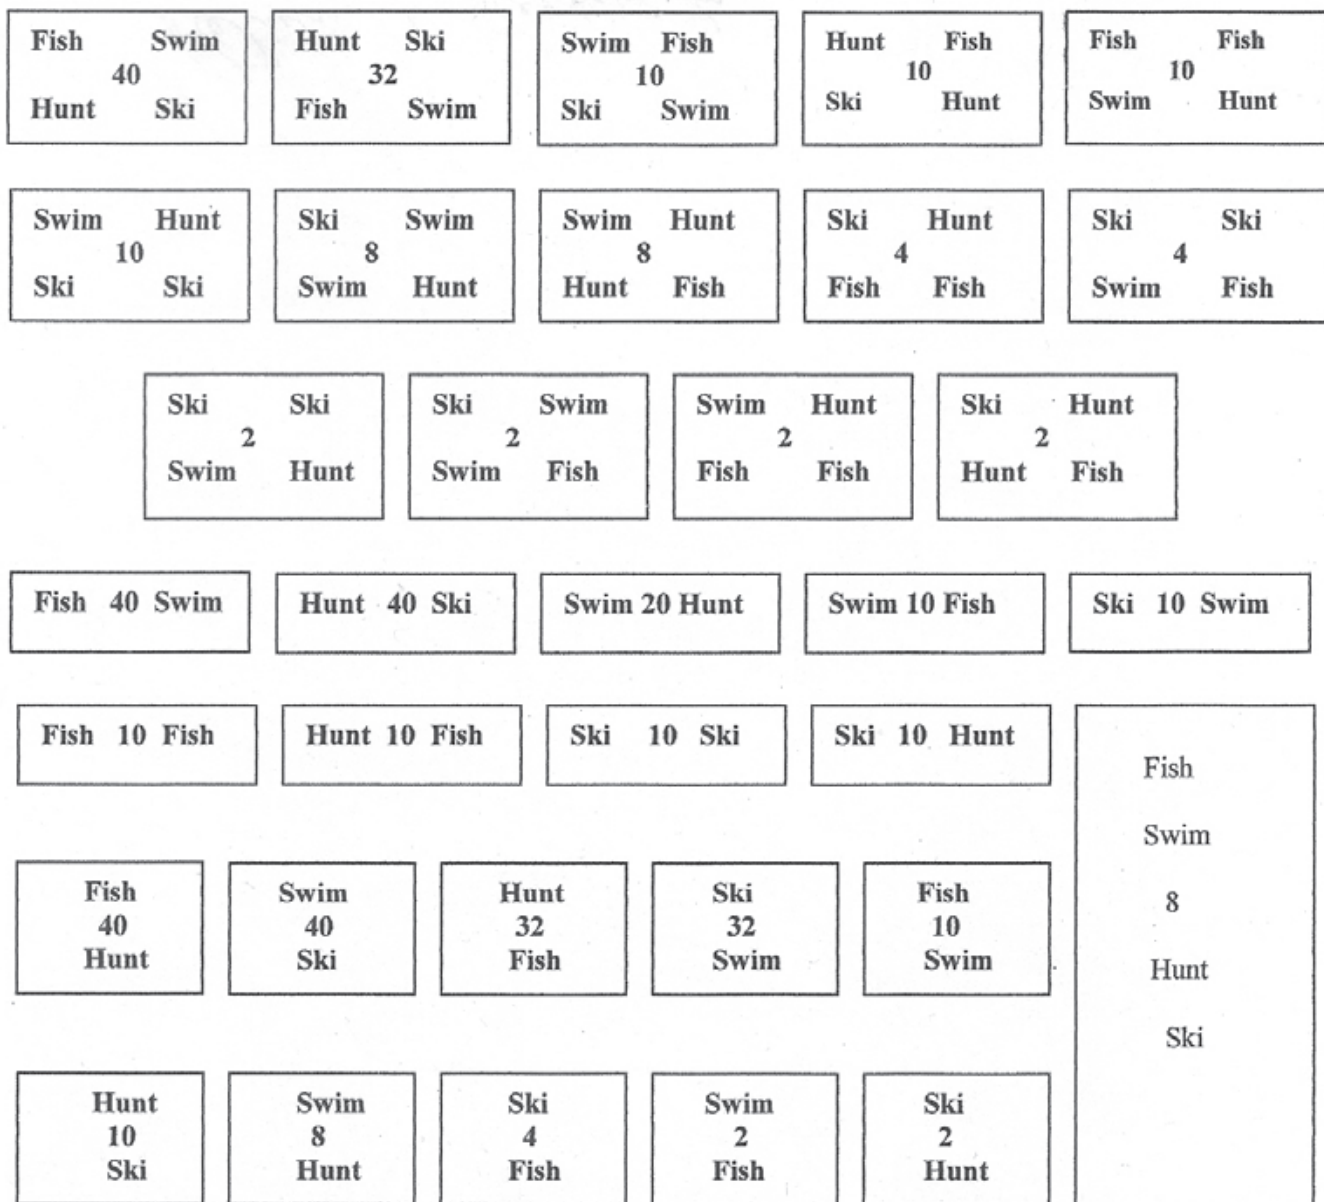 Fish Swim
40
Hunt Ski
Hunt Ski
32
Fish Swim
Swim Fish
10
Ski Swim
Hunt Fish
10
Ski Hunt
Fish Fish
10
Swim Hunt
Swim Hunt
10
Ski Ski
Ski Swim
8
Swim Hunt
Swim Hunt
8
Hunt Fish
Ski Hunt
4
Fish Fish
Ski Ski
4
Swim Fish
Ski Ski
2
Swim Hunt
Ski Swim
2
Swim Fish
Swim Hunt
2
Fish Fish
Ski Hunt
2
Hunt Fish
Fish 40 Swim
Hunt 40 Ski
Swim 20 Hunt
Swim 10 Fish
Ski 10 Swim
Fish 10 Fish
Hunt 10 Fish
Ski 10 Ski
Ski 10 Hunt
Fish
Swim
8
Hunt
Ski
Fish
40
Hunt
Swim
40
Ski
Hunt
32
Fish
Ski
32
Swim
Fish
10
Swim
Hunt
10
Ski
Swim
8
Hunt
Ski
4
Fish
Swim
2
Fish
Ski
2
Hunt